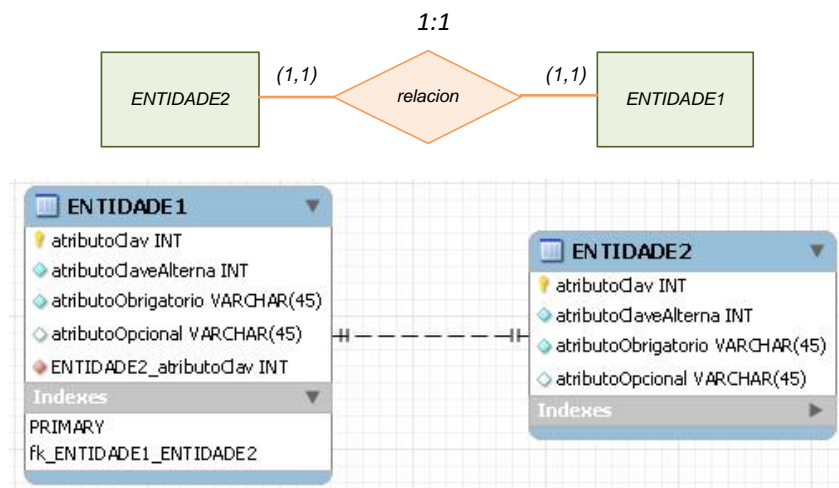 1:1
ENTIDADE2
(1,1)
relacion
(1,1)
ENTIDADE1
ENTIDADE1
atributoClav INT
atributoClaveAlterna INT
atributoObrigatorio VARCHAR(45)
atributoOpcional VARCHAR(45)
ENTIDADE2_atributoClav INT
Indexes
PRIMARY
fk_ENTIDADE1_ENTIDADE2
ENTIDADE2
atributoClav INT
atributoClaveAlterna INT
atributoObrigatorio VARCHAR(45)
atributoOpcional VARCHAR(45)
Indexes